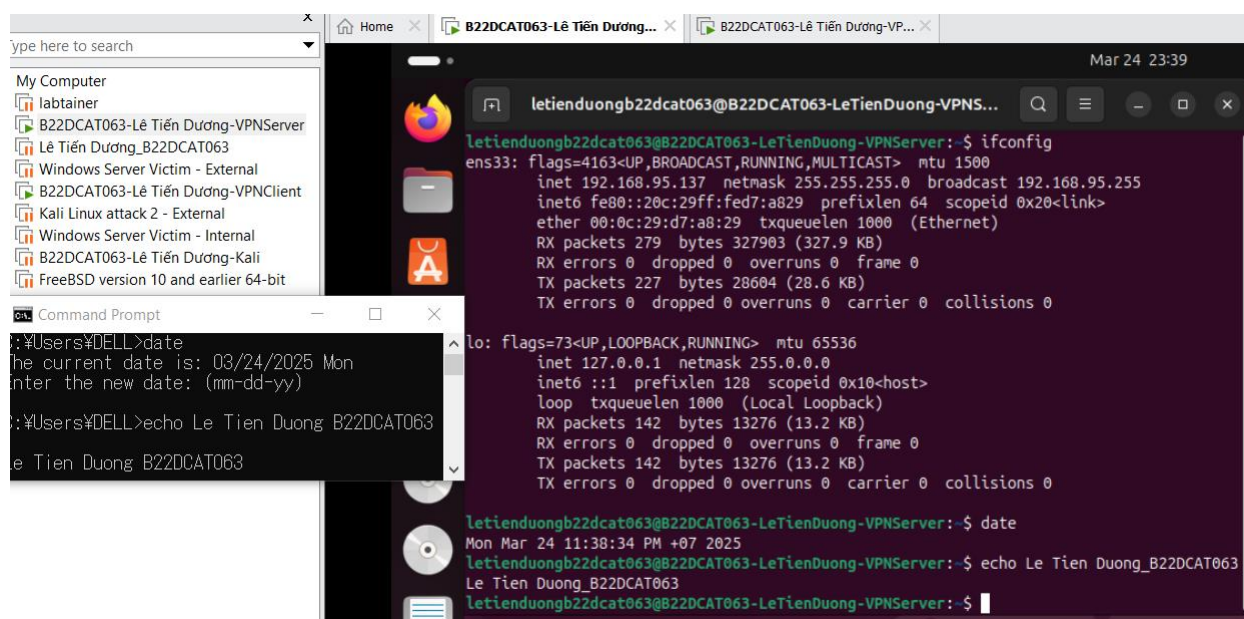 x
Type here to search
My Computer
labtainer
B22DCAT063-Lê Tiến Dương-VPNServer
Lê Tiến Dương_B22DCAT063
Windows Server Victim - External
B22DCAT063-Lê Tiến Dương-VPNClient
Kali Linux attack 2 - External
Windows Server Victim - Internal
B22DCAT063-Lê Tiến Dương-Kali
FreeBSD version 10 and earlier 64-bit
Command Prompt
:¥Users¥DELL>date
The current date is: 03/24/2025 Mon
Enter the new date: (mm-dd-yy)
:¥Users¥DELL>echo Le Tien Duong B22DCAT063
Le Tien Duong B22DCAT063
Home
B22DCAT063-Lê Tiến Dương...
B22DCAT063-Lê Tiến Dương-VP...
Mar 24 23:39
letienduongb22dcat063@B22DCAT063-LeTienDuong-VPNS...
letienduongb22dcat063@B22DCAT063-LeTienDuong-VPNServer:~$ ifconfig
ens33: flags=4163<UP,BROADCAST,RUNNING,MULTICAST> mtu 1500
inet 192.168.95.137 netmask 255.255.255.0 broadcast 192.168.95.255
inet6 fe80::20c:29ff:fed7:a829 prefixlen 64 scopeid 0x20<link>
ether 00:0c:29:d7:a8:29 txqueuelen 1000 (Ethernet)
RX packets 279 bytes 327903 (327.9 KB)
RX errors 0 dropped 0 overruns 0 frame 0
TX packets 227 bytes 28604 (28.6 KB)
TX errors 0 dropped 0 overruns 0 carrier 0 collisions 0
lo: flags=73<UP,LOOPBACK,RUNNING> mtu 65536
inet 127.0.0.1 netmask 255.0.0.0
inet6 ::1 prefixlen 128 scopeid 0x10<host>
loop txqueuelen 1000 (Local Loopback)
RX packets 142 bytes 13276 (13.2 KB)
RX errors 0 dropped 0 overruns 0 frame 0
TX packets 142 bytes 13276 (13.2 KB)
TX errors 0 dropped 0 overruns 0 carrier 0 collisions 0
letienduongb22dcat063@B22DCAT063-LeTienDuong-VPNServer:~$ date
Mon Mar 24 11:38:34 PM +07 2025
letienduongb22dcat063@B22DCAT063-LeTienDuong-VPNServer:~$ echo Le Tien Duong_B22DCAT063
Le Tien Duong_B22DCAT063
letienduongb22dcat063@B22DCAT063-LeTienDuong-VPNServer:~$